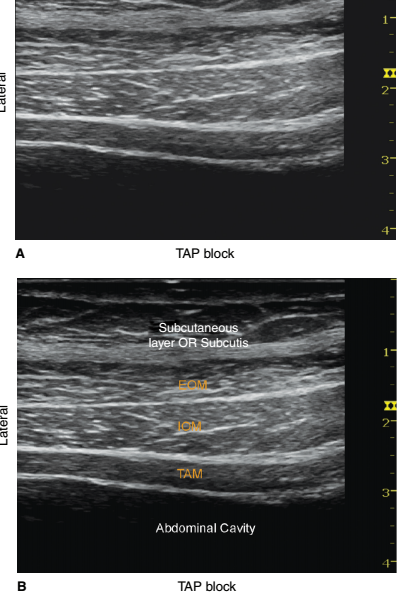 1
Lateral
2
3
4
A TAP block
Subcutaneous
layer OR Subcutis
1
EOM
Lateral
IOM
2
TAM
3
Abdominal Cavity
4
B TAP block